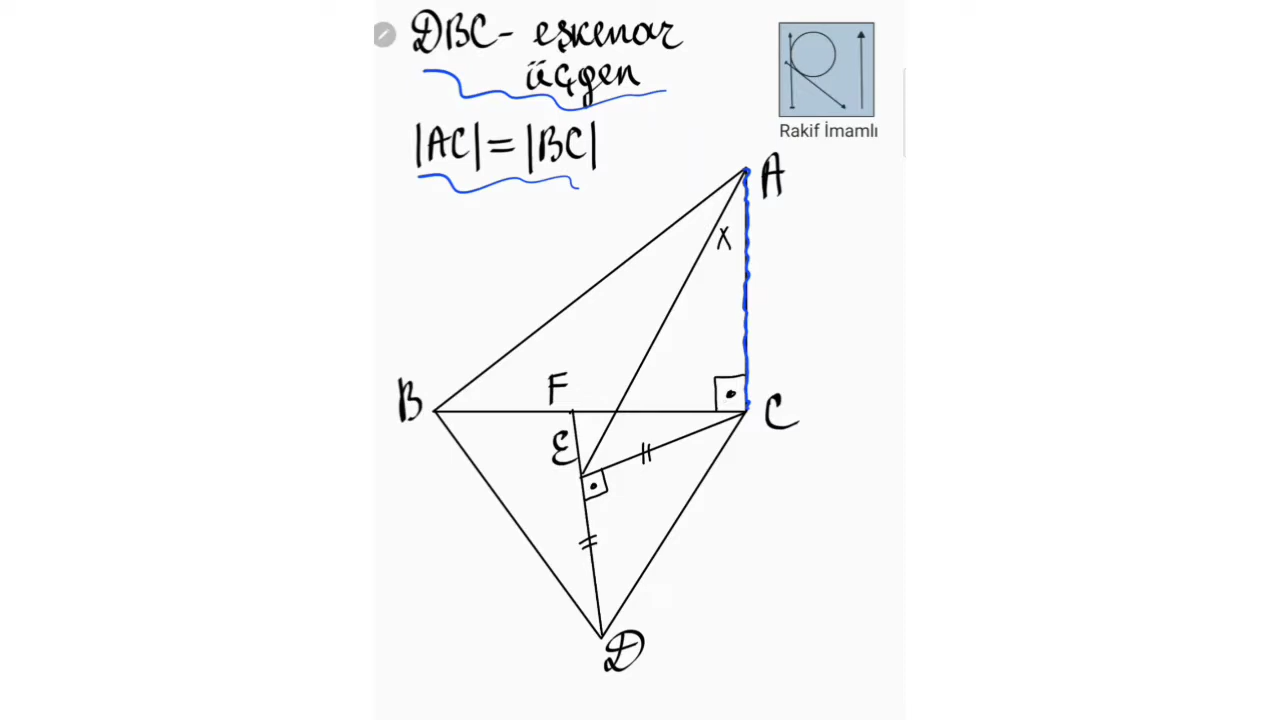 DBC- eşkenar
üçgen
|AC|=|BC|
Rakif İmamlı
A
X
F
B
C
E
D